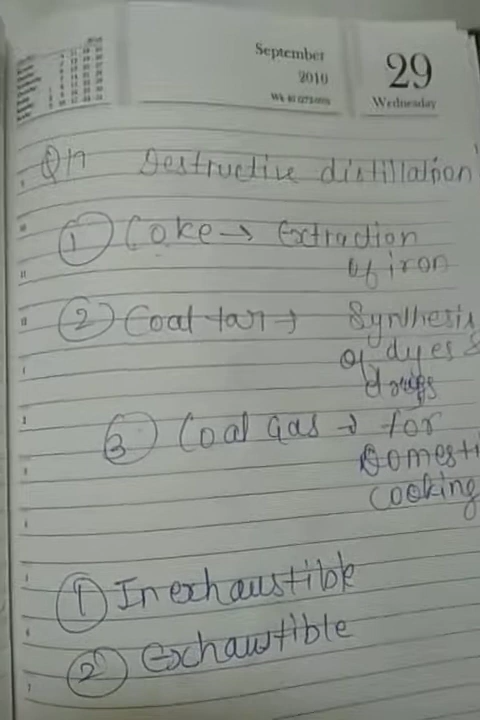 September
2010
29
Wednesday
Q17 Destructive distillation
① Coke → Extraction
of iron
② Coal tar → Synthesis
of dyes &
drugs
③ Coal Gas → for
Domesti
Cooking
① Inexhaustible
② Exhaustible